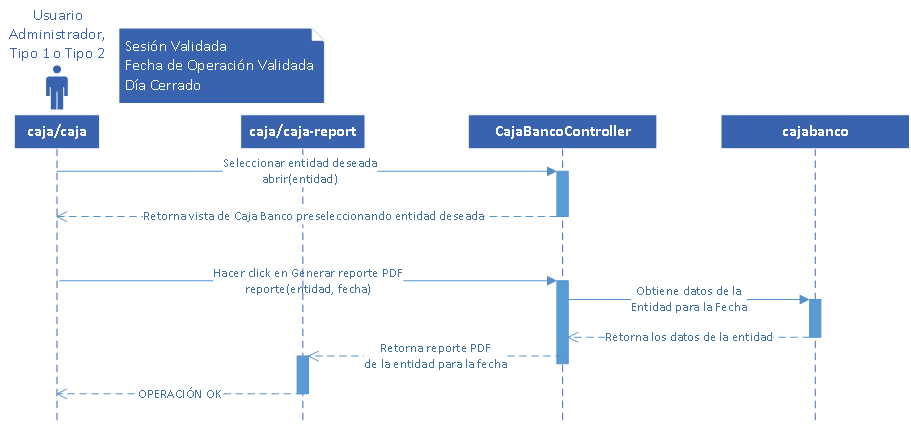 Usuario
Administrador,
Tipo 1 o Tipo 2
Sesión Validada
Fecha de Operación Validada
Día Cerrado
caja/caja
caja/caja-report
CajaBancoController
cajabanco
Seleccionar entidad deseada
abrir(entidad)
Retorna vista de Caja Banco preseleccionando entidad deseada
Hacer click en Generar reporte PDF
reporte(entidad, fecha)
Obtiene datos de la
Entidad para la Fecha
Retorna los datos de la entidad
Retorna reporte PDF
de la entidad para la fecha
OPERACIÓN OK